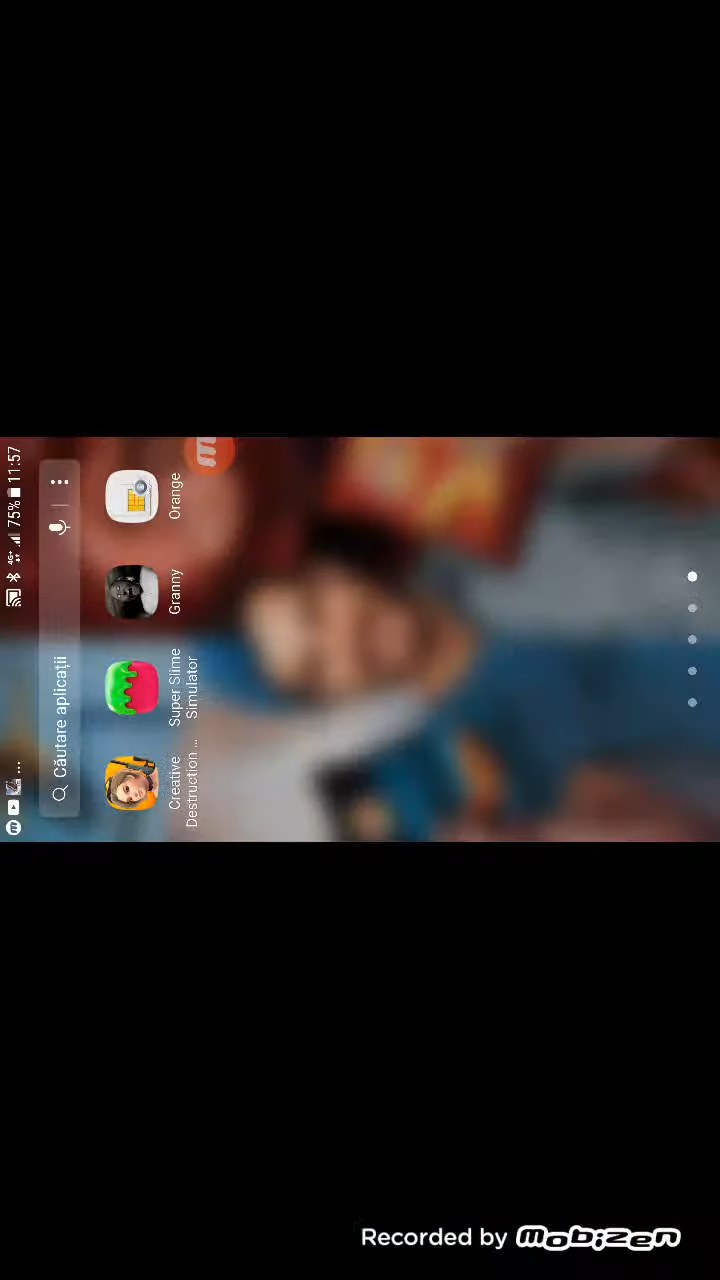 75% 11:57
Căutare aplicații
Creative
Destruction ...
Super Slime
Simulator
Granny
Orange
Recorded by mobizen